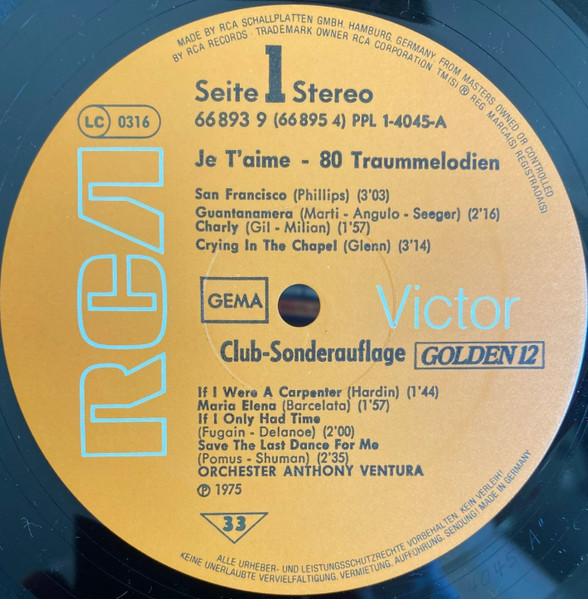 MADE BY RCA SCHALLPLATTEN GMBH. HAMBURG, GERMANY, FROM MASTERS OWNED OR CONTROLLED
BY RCA RECORDS TRADEMARK OWNER RCA CORPORATION TM(S) ® REG. MARCA(S) REGISTRADA(S)
Seite 1 Stereo
66 893 9 (66 895 4) PPL 1-4045-A
LC 0316
Je T'aime - 80 Traummelodien
San Francisco (Phillips) (3'03)
Guantanamera (Marti - Angulo - Seeger) (2'16)
Charly (Gil - Milian) (1'57)
Crying In The Chapel (Glenn) (3'14)
RCA
GEMA
Victor
Club-Sonderauflage GOLDEN 12
If I Were A Carpenter (Hardin) (1'44)
Maria Elena (Barcelata) (1'57)
If I Only Had Time
(Fugain - Delanoe) (2'00)
Save The Last Dance For Me
(Pomus - Shuman) (2'35)
ORCHESTER ANTHONY VENTURA
℗ 1975
33
ALLE URHEBER- UND LEISTUNGSSCHUTZRECHTE VORBEHALTEN. KEIN VERLEIH!
KEINE UNERLAUBTE VERVIELFÄLTIGUNG, VERMIETUNG, AUFFÜHRUNG, SENDUNG! MADE IN GERMANY